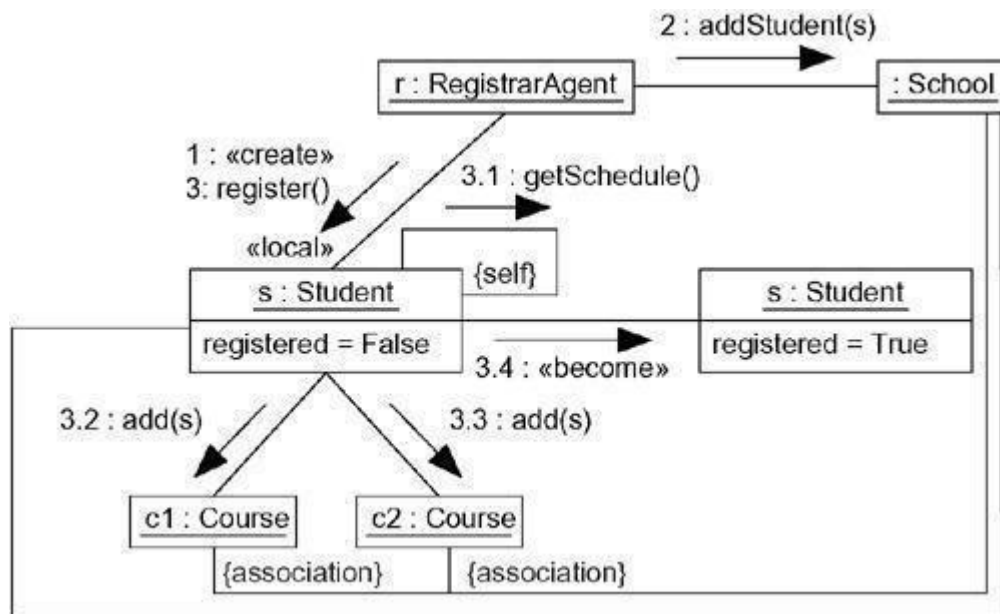 2 : addStudent(s)
r : RegistrarAgent
: School
1 : «create»
3: register()
3.1 : getSchedule()
«local»
{self}
s : Student
registered = False
s : Student
registered = True
3.4 : «become»
3.2 : add(s)
3.3 : add(s)
c1 : Course
c2 : Course
{association}
{association}